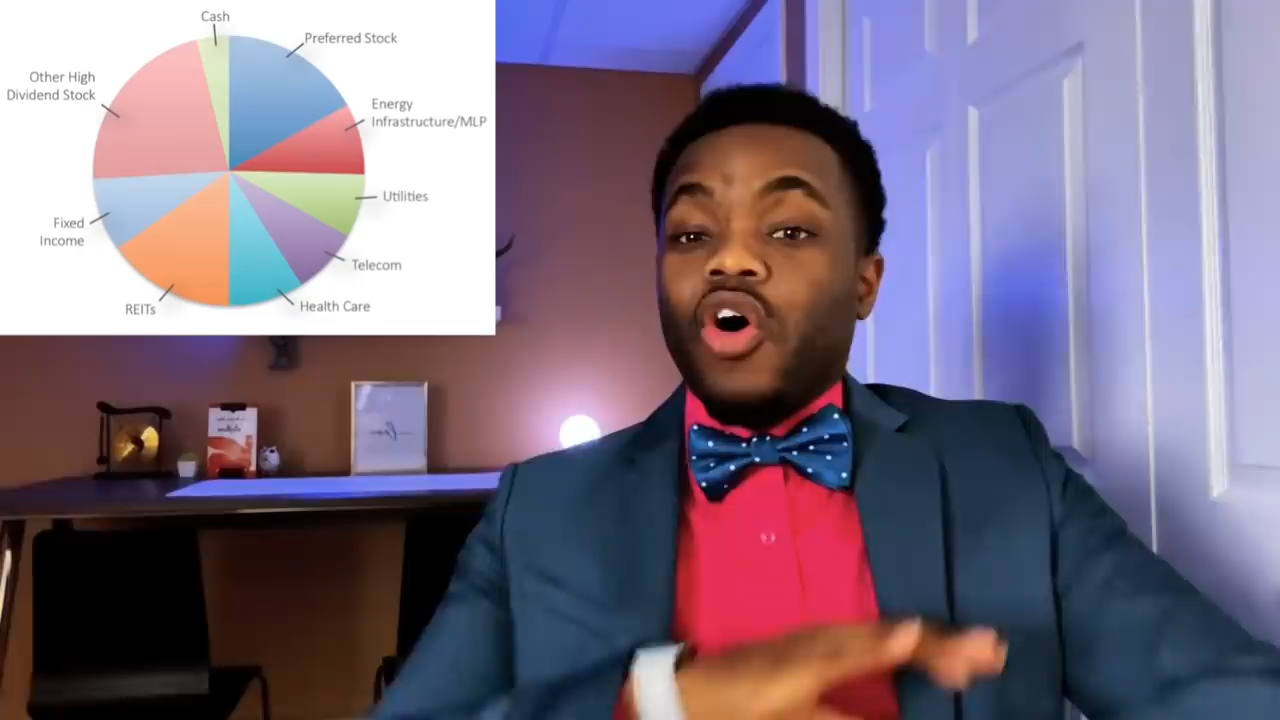 Cash
Preferred Stock
Other High
Dividend Stock
Energy
Infrastructure/MLP
Utilities
Fixed
Income
Telecom
REITs
Health Care